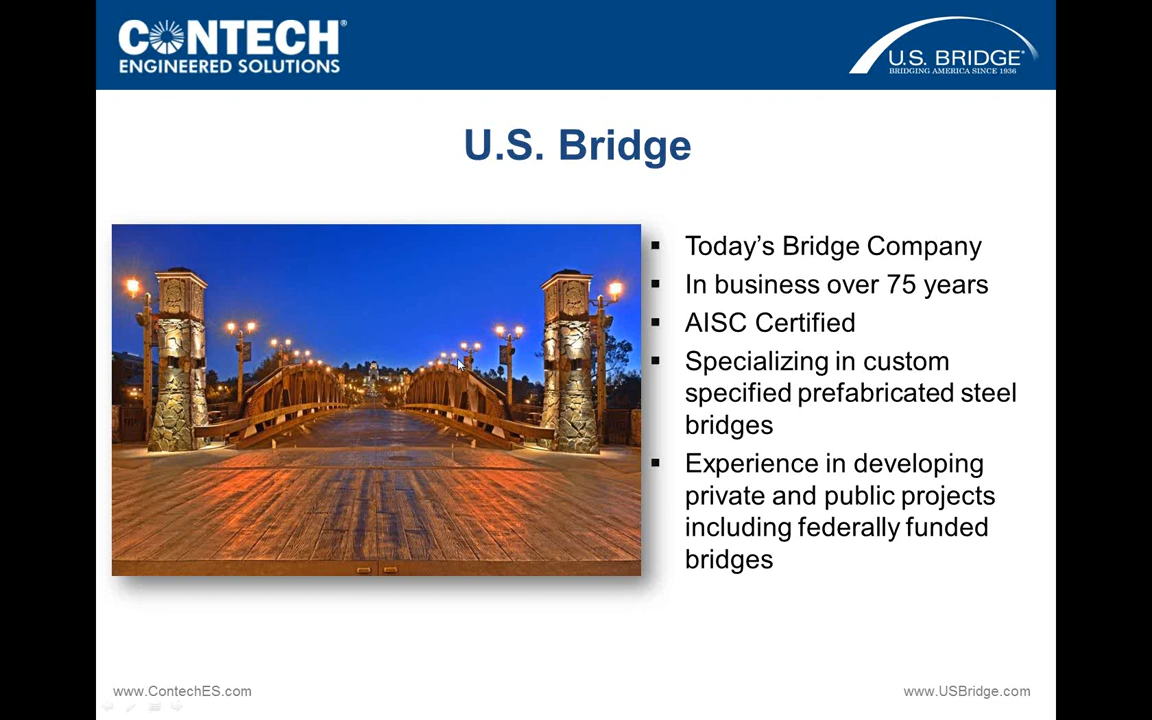 CONTECH®
ENGINEERED SOLUTIONS
U.S. BRIDGE®
BRIDGING AMERICA SINCE 1936
U.S. Bridge
▪ Today’s Bridge Company
▪ In business over 75 years
▪ AISC Certified
▪ Specializing in custom
specified prefabricated steel
bridges
▪ Experience in developing
private and public projects
including federally funded
bridges
www.ContechES.com
www.USBridge.com